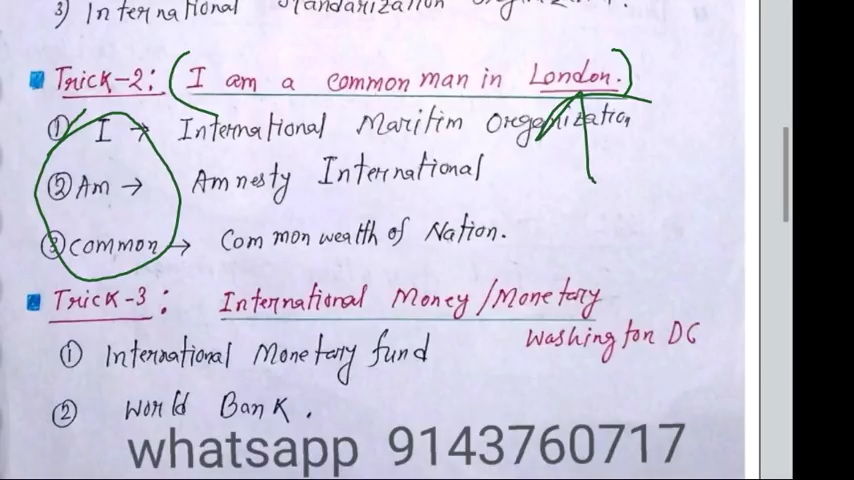 3) International Standarization Organization.
Trick-2: (I am a common man in London.)
① I → International Maritim Organization
② Am → Amnesty International
③ common → Common wealth of Nation.
Trick-3: International Money/Monetary
Washington DC
① International Monetary fund
② World Bank.
whatsapp 9143760717